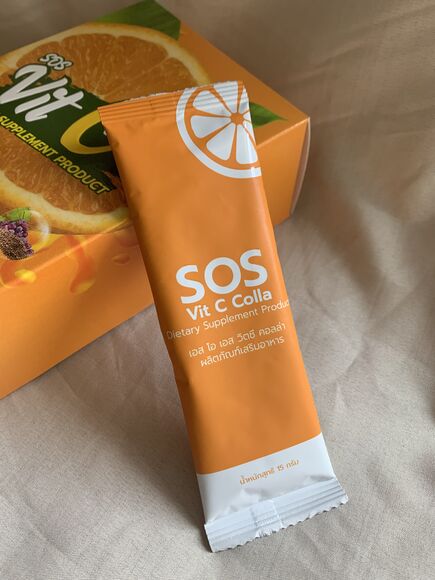 SOS
Vit C
SUPPLEMENT PRODUCT
SOS
Vit C Colla
Dietary Supplement Product
เอส โอ เอส วิตซี คอลล่า
ผลิตภัณฑ์เสริมอาหาร
น้ำหนักสุทธิ 15 กรัม